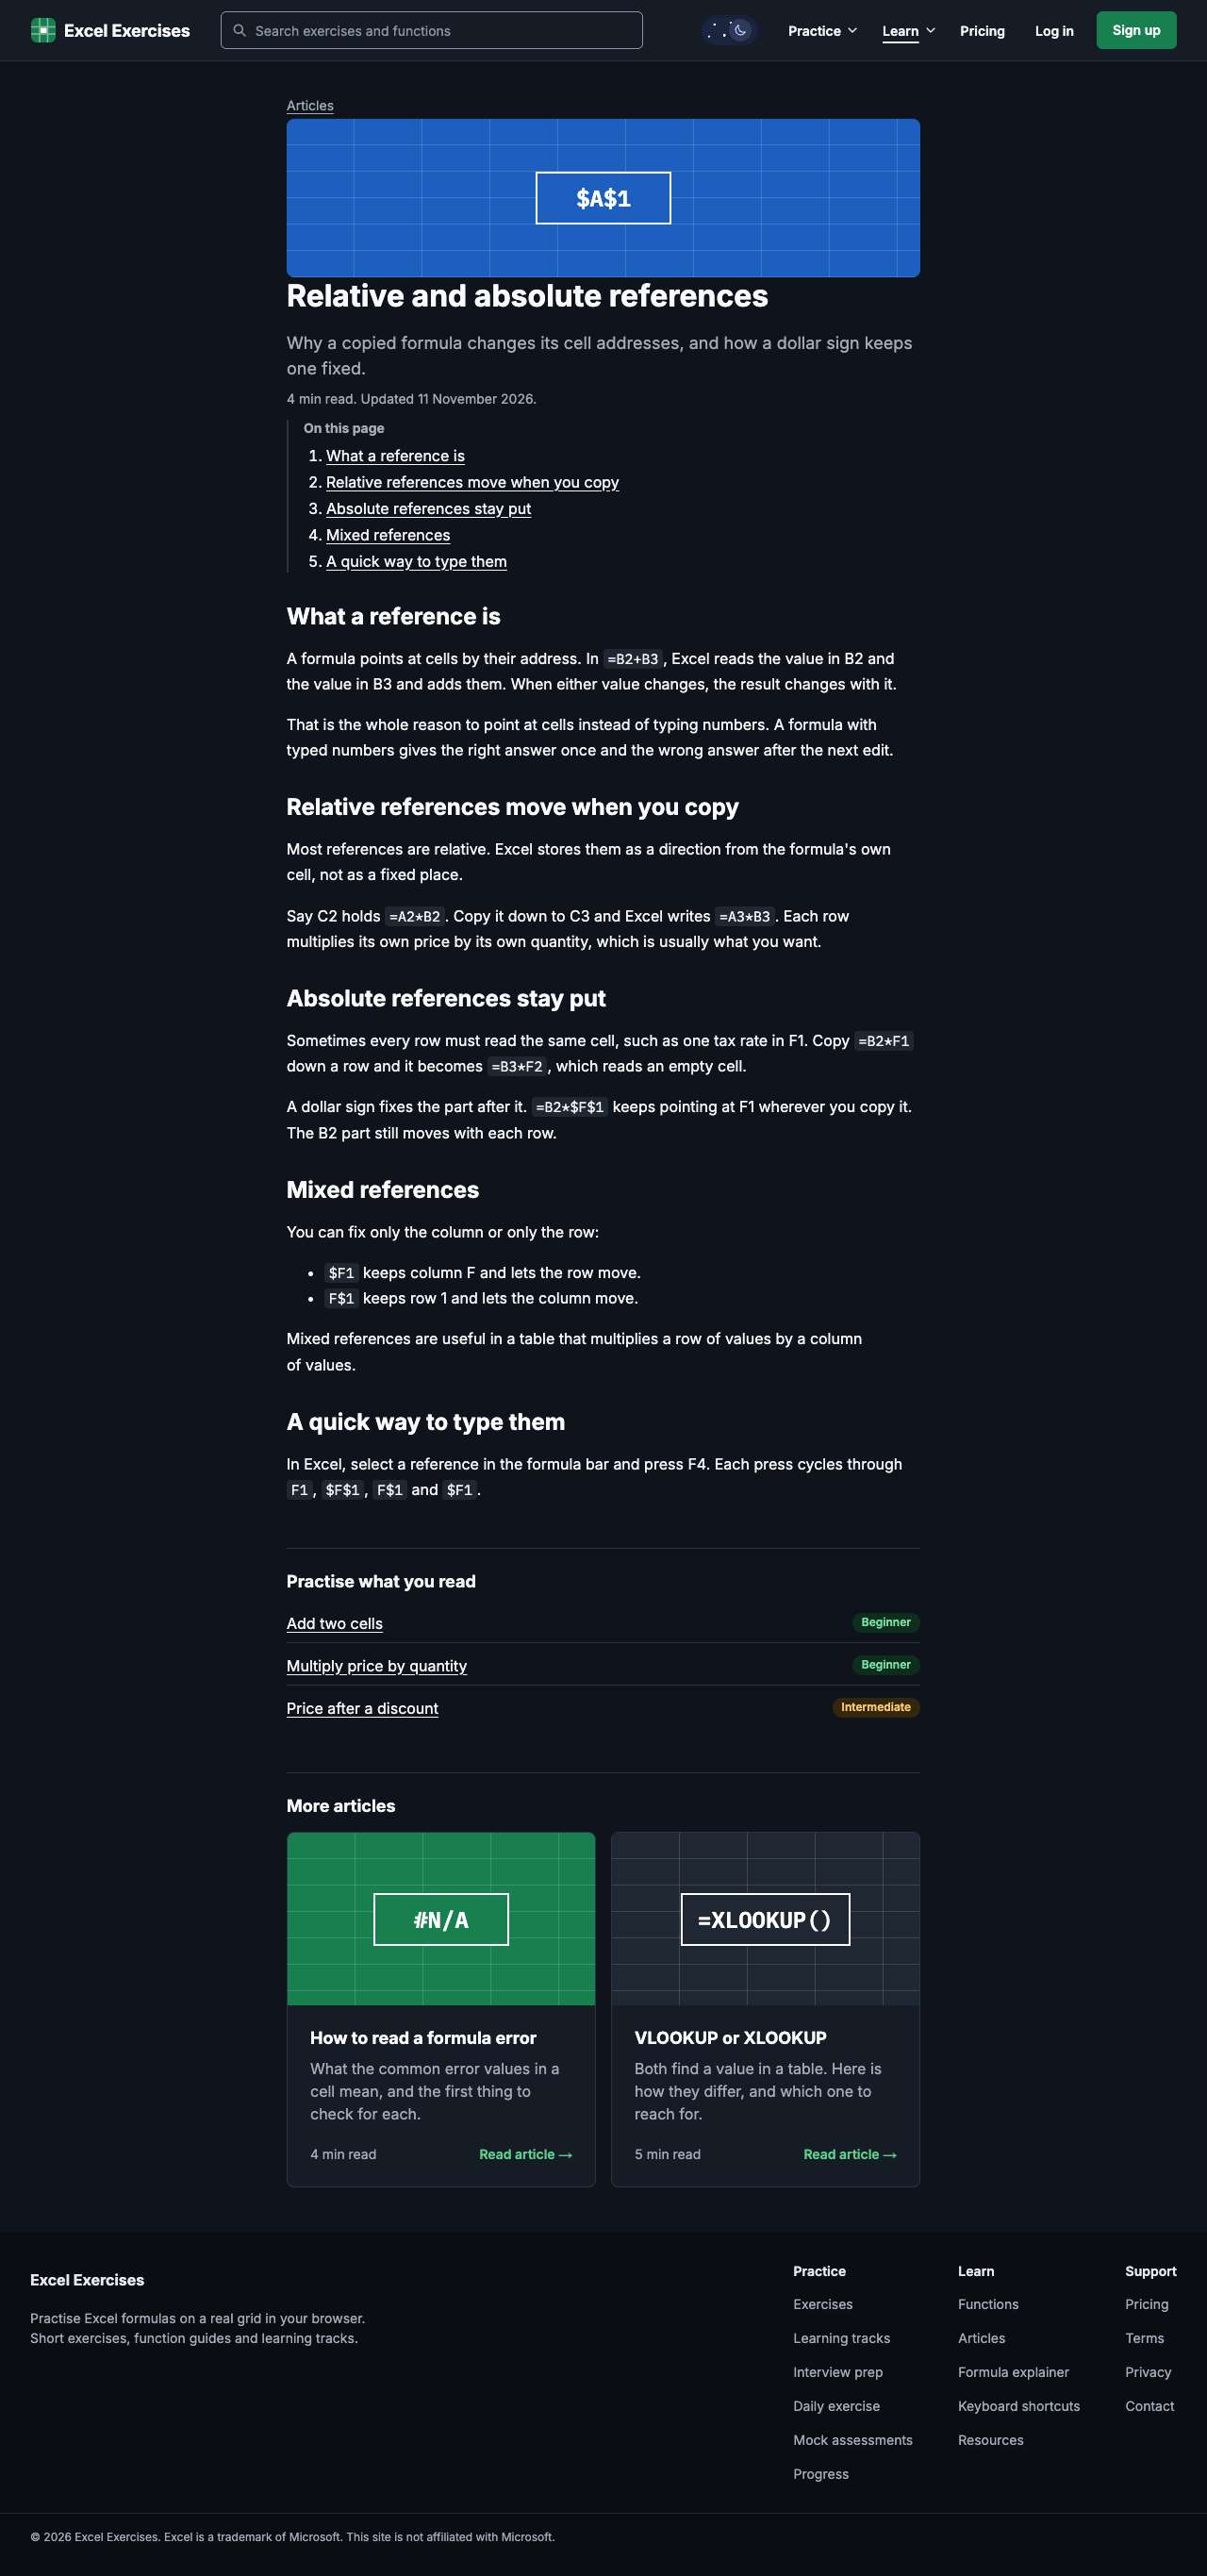 Excel Exercises
Search exercises and functions
Practice
Learn
Pricing
Log in
Sign up
Articles
$A$1
Relative and absolute references
Why a copied formula changes its cell addresses, and how a dollar sign keeps
one fixed.
4 min read. Updated 11 November 2026.
On this page
1. What a reference is
2. Relative references move when you copy
3. Absolute references stay put
4. Mixed references
5. A quick way to type them
What a reference is
A formula points at cells by their address. In =B2+B3, Excel reads the value in B2 and
the value in B3 and adds them. When either value changes, the result changes with it.
That is the whole reason to point at cells instead of typing numbers. A formula with
typed numbers gives the right answer once and the wrong answer after the next edit.
Relative references move when you copy
Most references are relative. Excel stores them as a direction from the formula's own
cell, not as a fixed place.
Say C2 holds =A2*B2. Copy it down to C3 and Excel writes =A3*B3. Each row
multiplies its own price by its own quantity, which is usually what you want.
Absolute references stay put
Sometimes every row must read the same cell, such as one tax rate in F1. Copy =B2*F1
down a row and it becomes =B3*F2, which reads an empty cell.
A dollar sign fixes the part after it. =B2*$F$1 keeps pointing at F1 wherever you copy it.
The B2 part still moves with each row.
Mixed references
You can fix only the column or only the row:
• $F1 keeps column F and lets the row move.
• F$1 keeps row 1 and lets the column move.
Mixed references are useful in a table that multiplies a row of values by a column
of values.
A quick way to type them
In Excel, select a reference in the formula bar and press F4. Each press cycles through
F1, $F$1, F$1 and $F1.
Practise what you read
Add two cells
Beginner
Multiply price by quantity
Beginner
Price after a discount
Intermediate
More articles
#N/A
How to read a formula error
What the common error values in a
cell mean, and the first thing to
check for each.
4 min read
Read article →
=XLOOKUP()
VLOOKUP or XLOOKUP
Both find a value in a table. Here is
how they differ, and which one to
reach for.
5 min read
Read article →
Excel Exercises
Practise Excel formulas on a real grid in your browser.
Short exercises, function guides and learning tracks.
Practice
Exercises
Learning tracks
Interview prep
Daily exercise
Mock assessments
Progress
Learn
Functions
Articles
Formula explainer
Keyboard shortcuts
Resources
Support
Pricing
Terms
Privacy
Contact
© 2026 Excel Exercises. Excel is a trademark of Microsoft. This site is not affiliated with Microsoft.